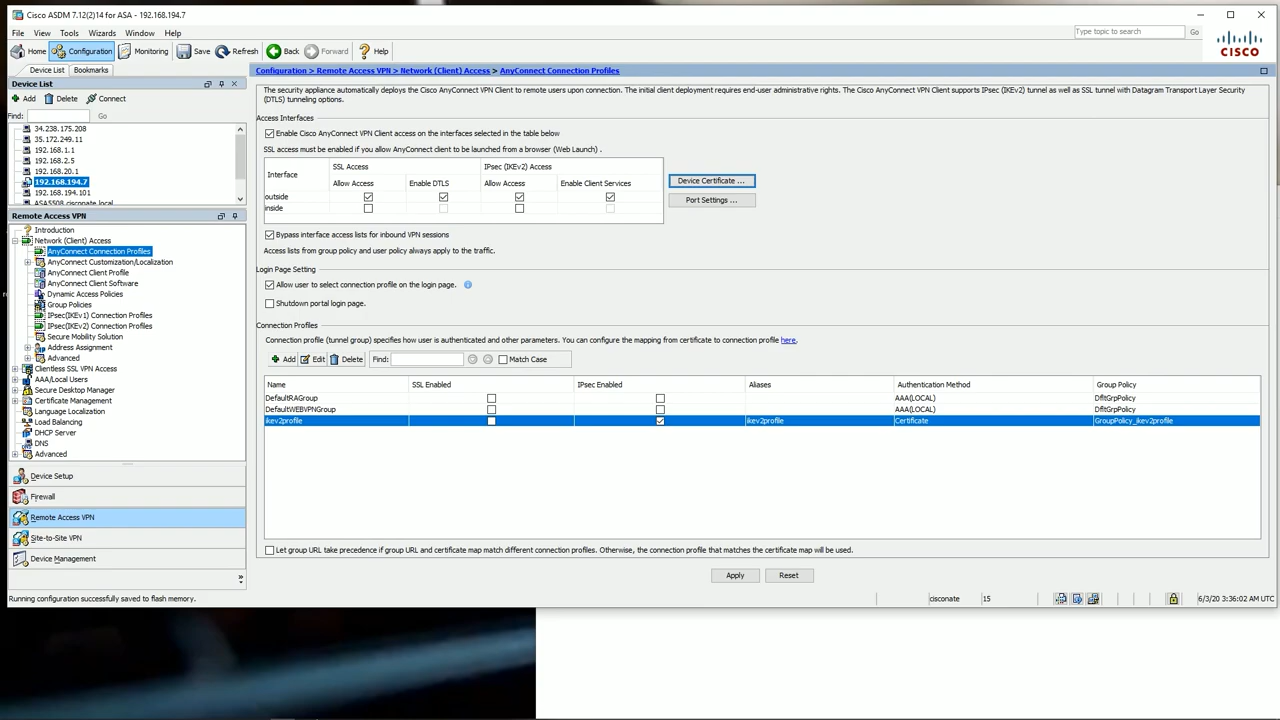 Cisco ASDM 7.12(2)14 for ASA - 192.168.194.7
File View Tools Wizards Window Help
Type topic to search Go
Home Configuration Monitoring Save Refresh Back Forward Help
CISCO
Device List Bookmarks
Device List
Add Delete Connect
Find:
34.238.175.208
35.172.249.11
192.168.1.1
192.168.2.5
192.168.20.1
192.168.194.7
192.168.194.101
ASA5508.cisconate.local
Remote Access VPN
Introduction
Network (Client) Access
AnyConnect Connection Profiles
AnyConnect Customization/Localization
AnyConnect Client Profile
AnyConnect Client Software
Dynamic Access Policies
Group Policies
IPsec(IKEv1) Connection Profiles
IPsec(IKEv2) Connection Profiles
Secure Mobility Solution
Address Assignment
Advanced
Clientless SSL VPN Access
AAA/Local Users
Secure Desktop Manager
Certificate Management
Language Localization
Load Balancing
DHCP Server
DNS
Advanced
Device Setup
Firewall
Remote Access VPN
Site-to-Site VPN
Device Management
Configuration > Remote Access VPN > Network (Client) Access > AnyConnect Connection Profiles
The security appliance automatically deploys the Cisco AnyConnect VPN Client to remote users upon connection. The initial client deployment requires end-user administrative rights. The Cisco AnyConnect VPN Client supports IPsec (IKEv2) tunnel as well as SSL tunnel with Datagram Transport Layer Security
(DTLS) tunneling options.
Access Interfaces
Enable Cisco AnyConnect VPN Client access on the interfaces selected in the table below
SSL access must be enabled if you allow AnyConnect client to be launched from a browser (Web Launch) .
Interface SSL Access IPsec (IKEv2) Access
Allow Access Enable DTLS Allow Access Enable Client Services
outside
inside
Device Certificate ...
Port Settings ...
Bypass interface access lists for inbound VPN sessions
Access lists from group policy and user policy always apply to the traffic.
Login Page Setting
Allow user to select connection profile on the login page.
Shutdown portal login page.
Connection Profiles
Connection profile (tunnel group) specifies how user is authenticated and other parameters. You can configure the mapping from certificate to connection profile here.
Add Edit Delete Find: Match Case
Name SSL Enabled IPsec Enabled Aliases Authentication Method Group Policy
DefaultRAGroup AAA(LOCAL) DfltGrpPolicy
DefaultWEBVPNGroup AAA(LOCAL) DfltGrpPolicy
ikev2profile ikev2profile Certificate GroupPolicy_ikev2profile
Let group URL take precedence if group URL and certificate map match different connection profiles. Otherwise, the connection profile that matches the certificate map will be used.
Apply Reset
Running configuration successfully saved to flash memory. cisconate 15 6/3/20 3:36:02 AM UTC